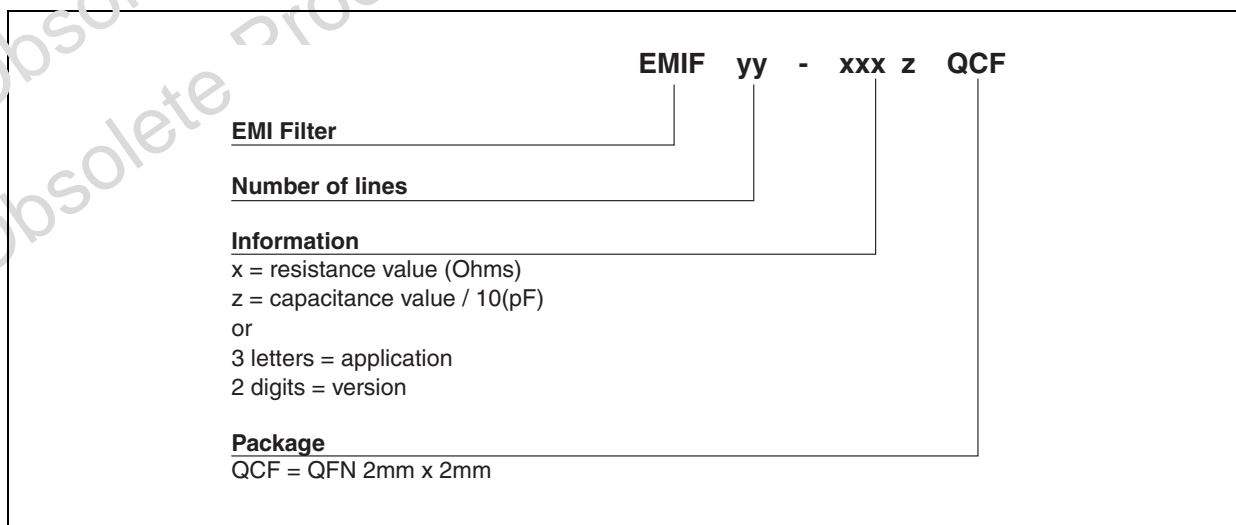 EMIF yy - xxx z QCF
EMI Filter
Number of lines
Information
x = resistance value (Ohms)
z = capacitance value / 10(pF)
or
3 letters = application
2 digits = version
Package
QCF = QFN 2mm x 2mm
Obsolete